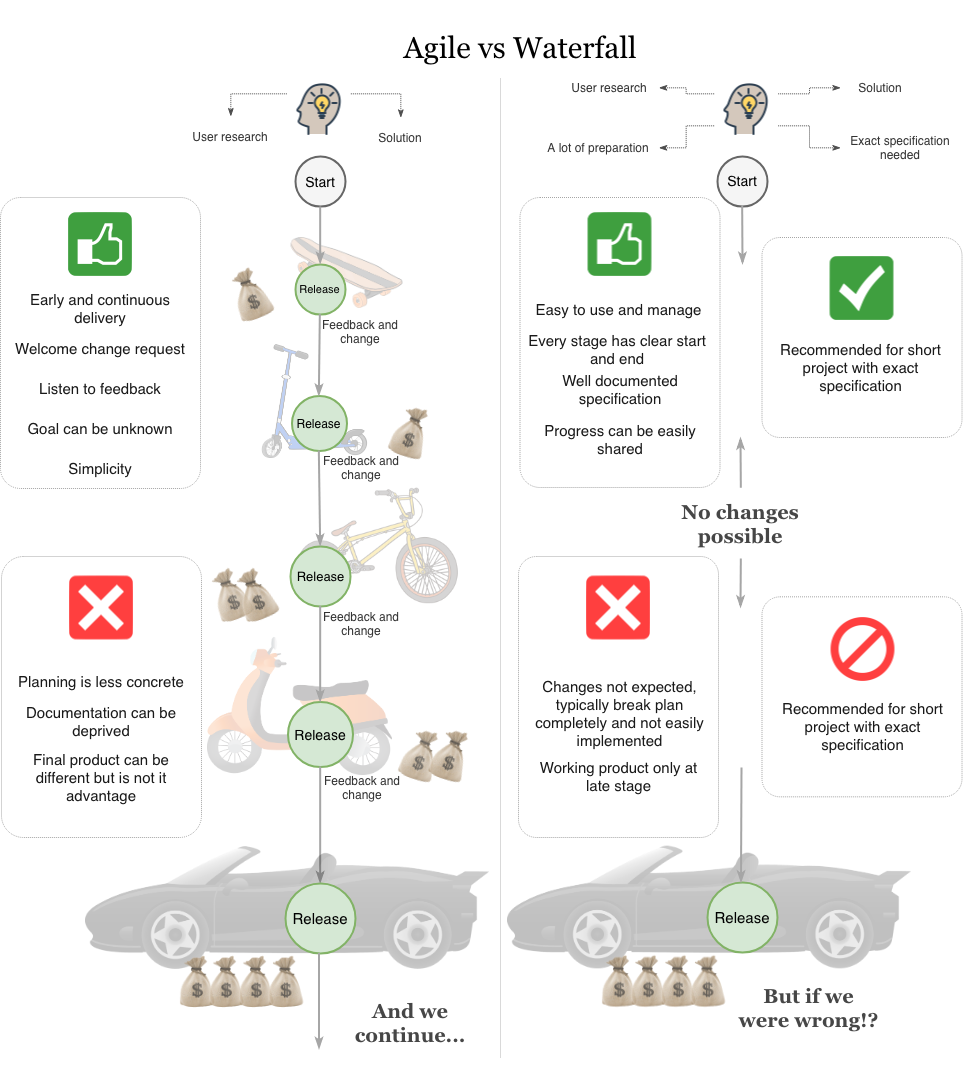 Agile vs Waterfall
User research
Solution
Start
Early and continuous
delivery
Welcome change request
Listen to feedback
Goal can be unknown
Simplicity
$
Release
Feedback and
change
Release
$
Feedback and
change
$
$
Release
Feedback and
change
Planning is less concrete
Documentation can be
deprived
Final product can be
different but is not it
advantage
Release
$
$
Feedback and
change
Release
$
$
$
$
And we
continue...
User research
Solution
A lot of preparation
Exact specification
needed
Start
Easy to use and manage
Every stage has clear start
and end
Well documented
specification
Progress can be easily
shared
Recommended for short
project with exact
specification
No changes
possible
Changes not expected,
typically break plan
completely and not easily
implemented
Working product only at
late stage
Recommended for short
project with exact
specification
Release
$
$
$
$
But if we
were wrong!?